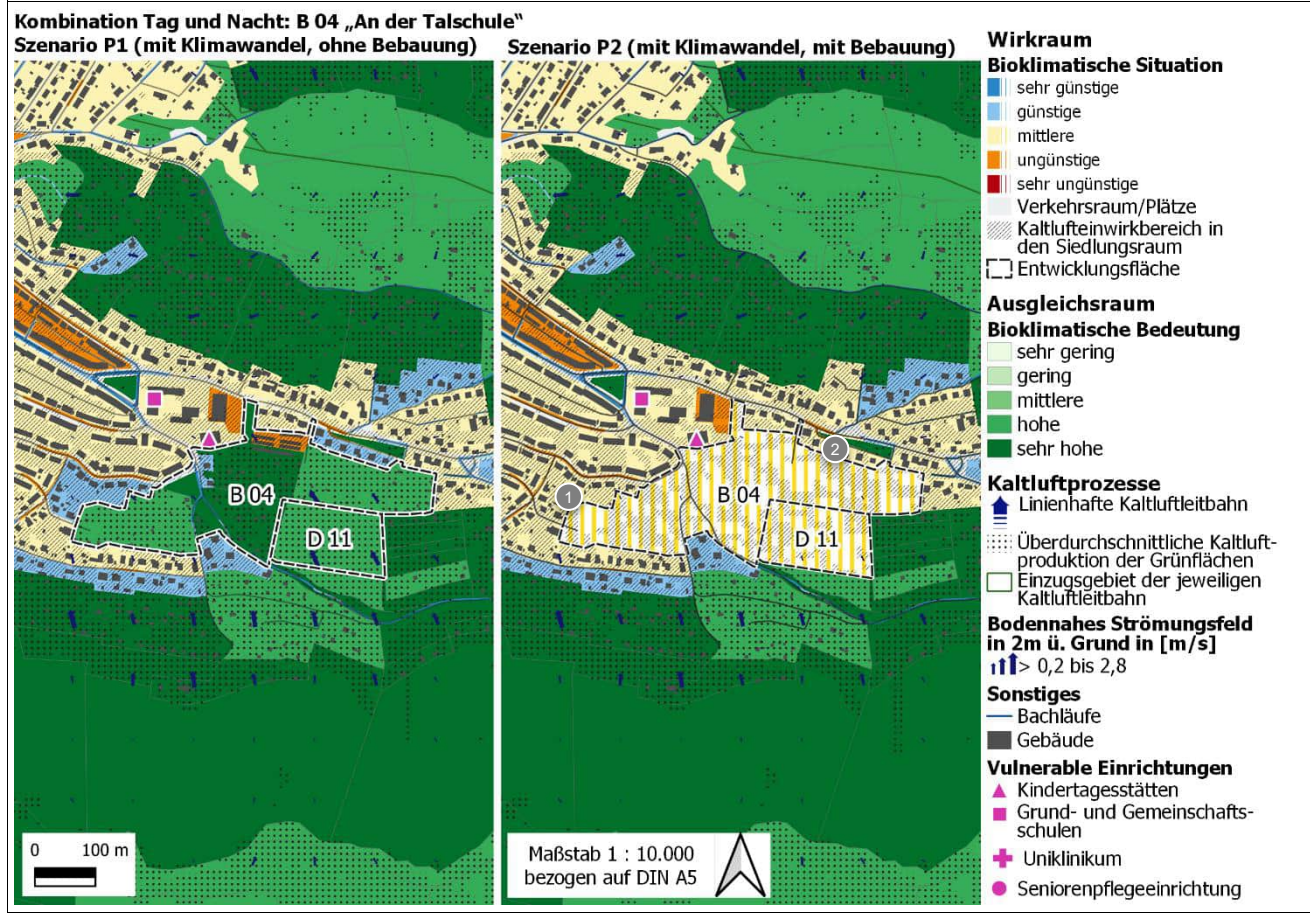 Kombination Tag und Nacht: B 04 „An der Talschule“
Szenario P1 (mit Klimawandel, ohne Bebauung)
Szenario P2 (mit Klimawandel, mit Bebauung)
B 04
D 11
0 100 m
B 04
D 11
1
2
Maßstab 1 : 10.000
bezogen auf DIN A5
Wirkraum
Bioklimatische Situation
sehr günstige
günstige
mittlere
ungünstige
sehr ungünstige
Verkehrsraum/Plätze
Kaltlufteinwirkbereich in
den Siedlungsraum
Entwicklungsfläche
Ausgleichsraum
Bioklimatische Bedeutung
sehr gering
gering
mittlere
hohe
sehr hohe
Kaltluftprozesse
Linienhafte Kaltluftleitbahn
Überdurchschnittliche Kaltluft-
produktion der Grünflächen
Einzugsgebiet der jeweiligen
Kaltluftleitbahn
Bodennahes Strömungsfeld
in 2m ü. Grund in [m/s]
> 0,2 bis 2,8
Sonstiges
Bachläufe
Gebäude
Vulnerable Einrichtungen
Kindertagesstätten
Grund- und Gemeinschafts-
schulen
Uniklinikum
Seniorenpflegeeinrichtung